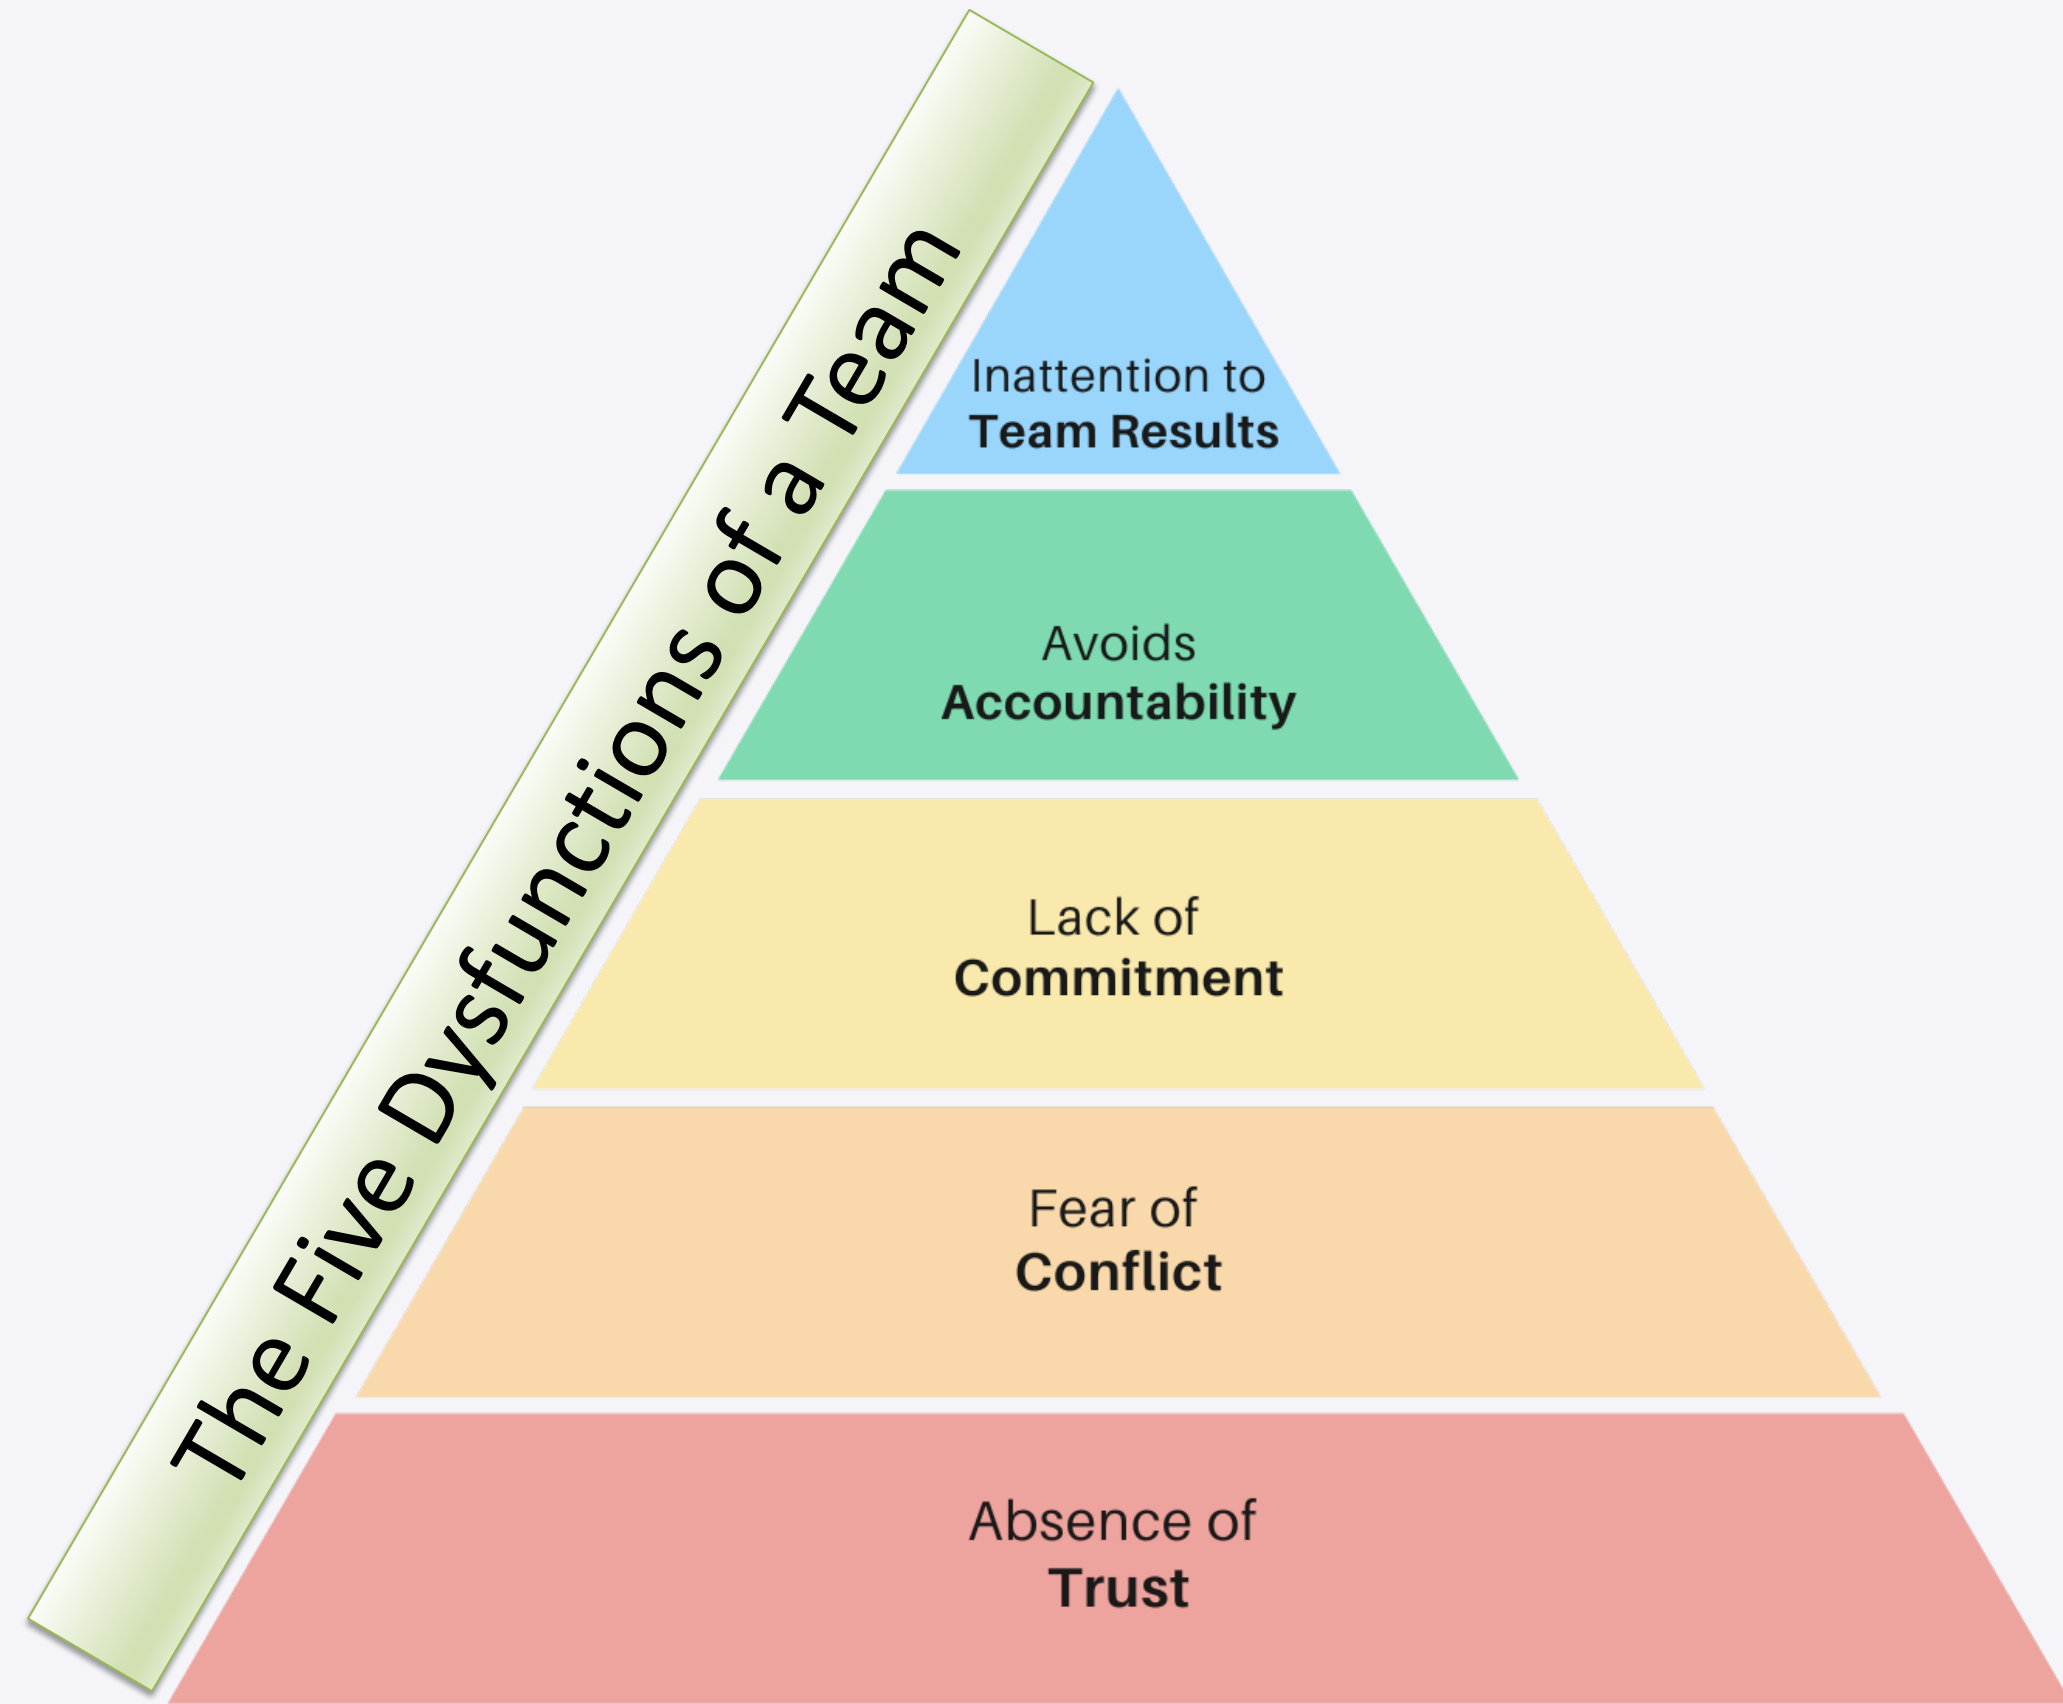 The Five Dysfunctions of a Team
Inattention to
Team Results
Avoids
Accountability
Lack of
Commitment
Fear of
Conflict
Absence of
Trust